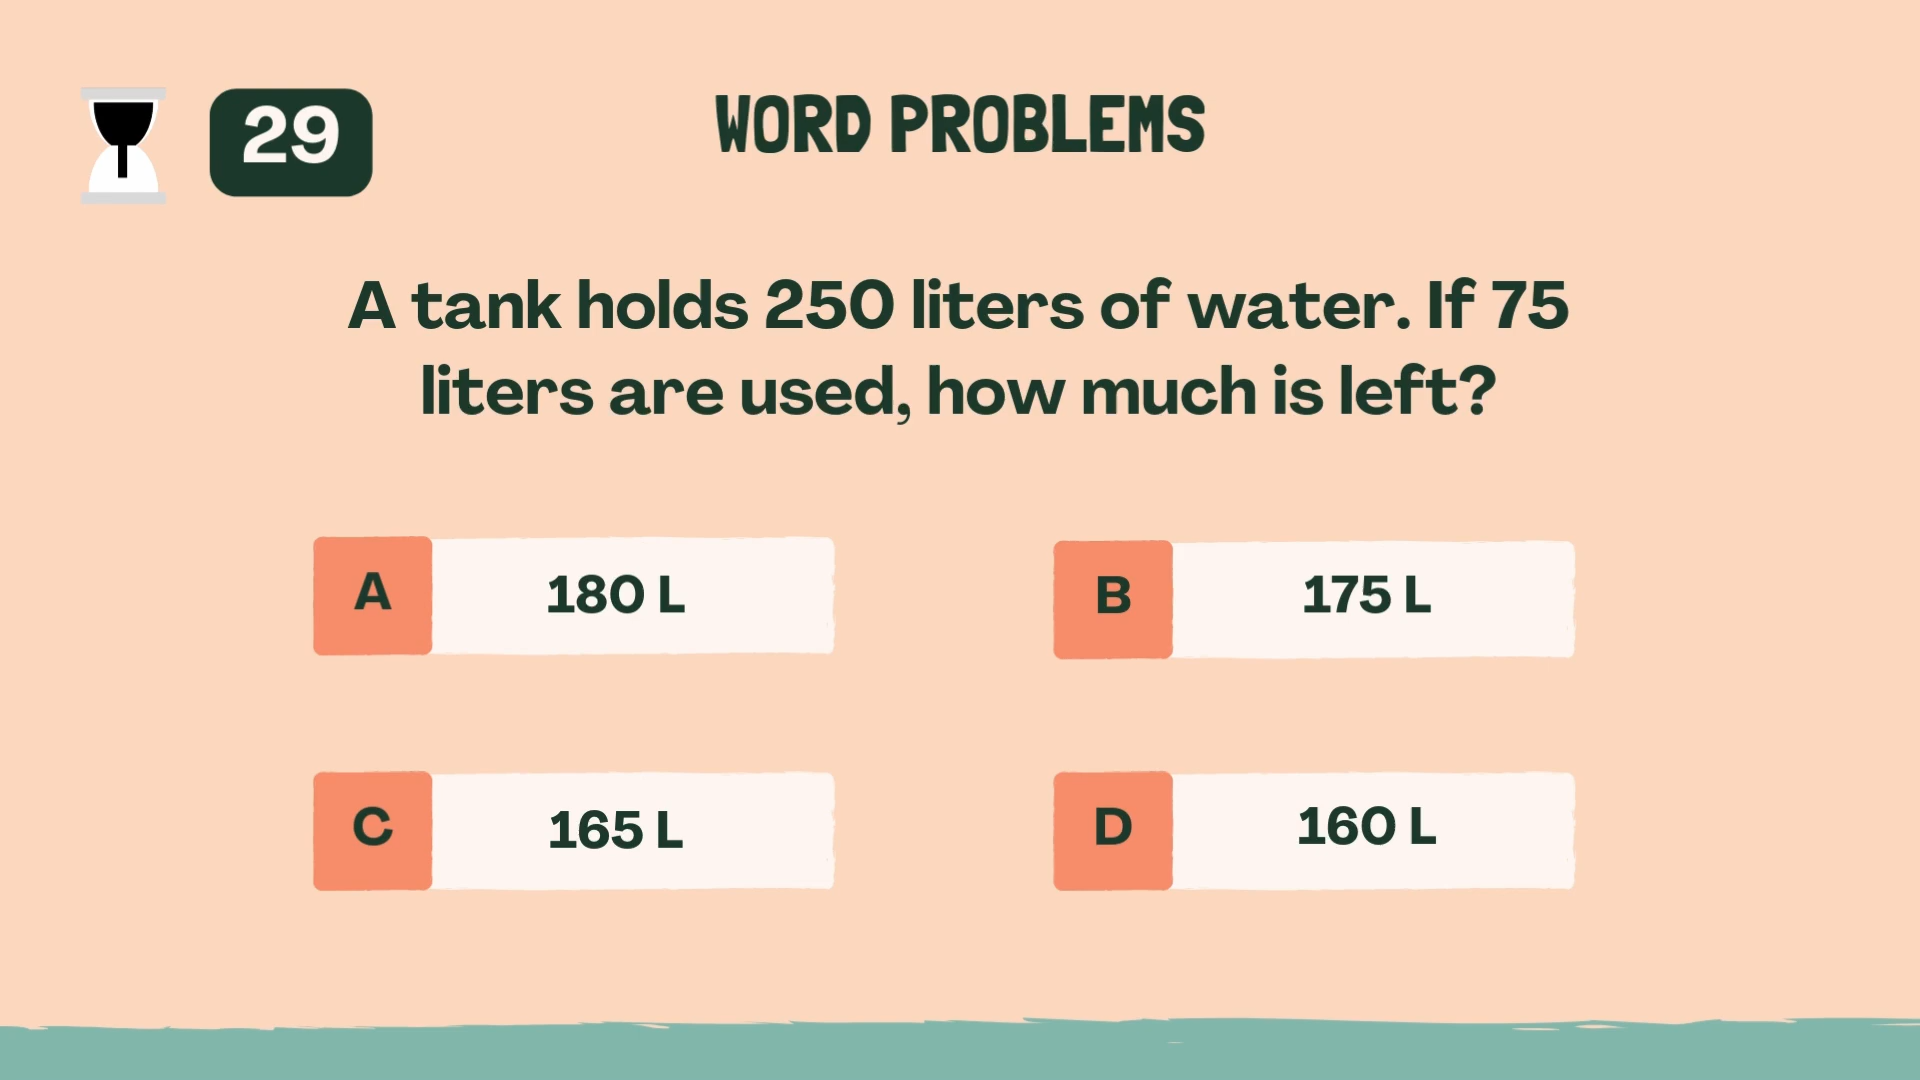 29
WORD PROBLEMS
A tank holds 250 liters of water. If 75
liters are used, how much is left?
A 180 L
B 175 L
C 165 L
D 160 L